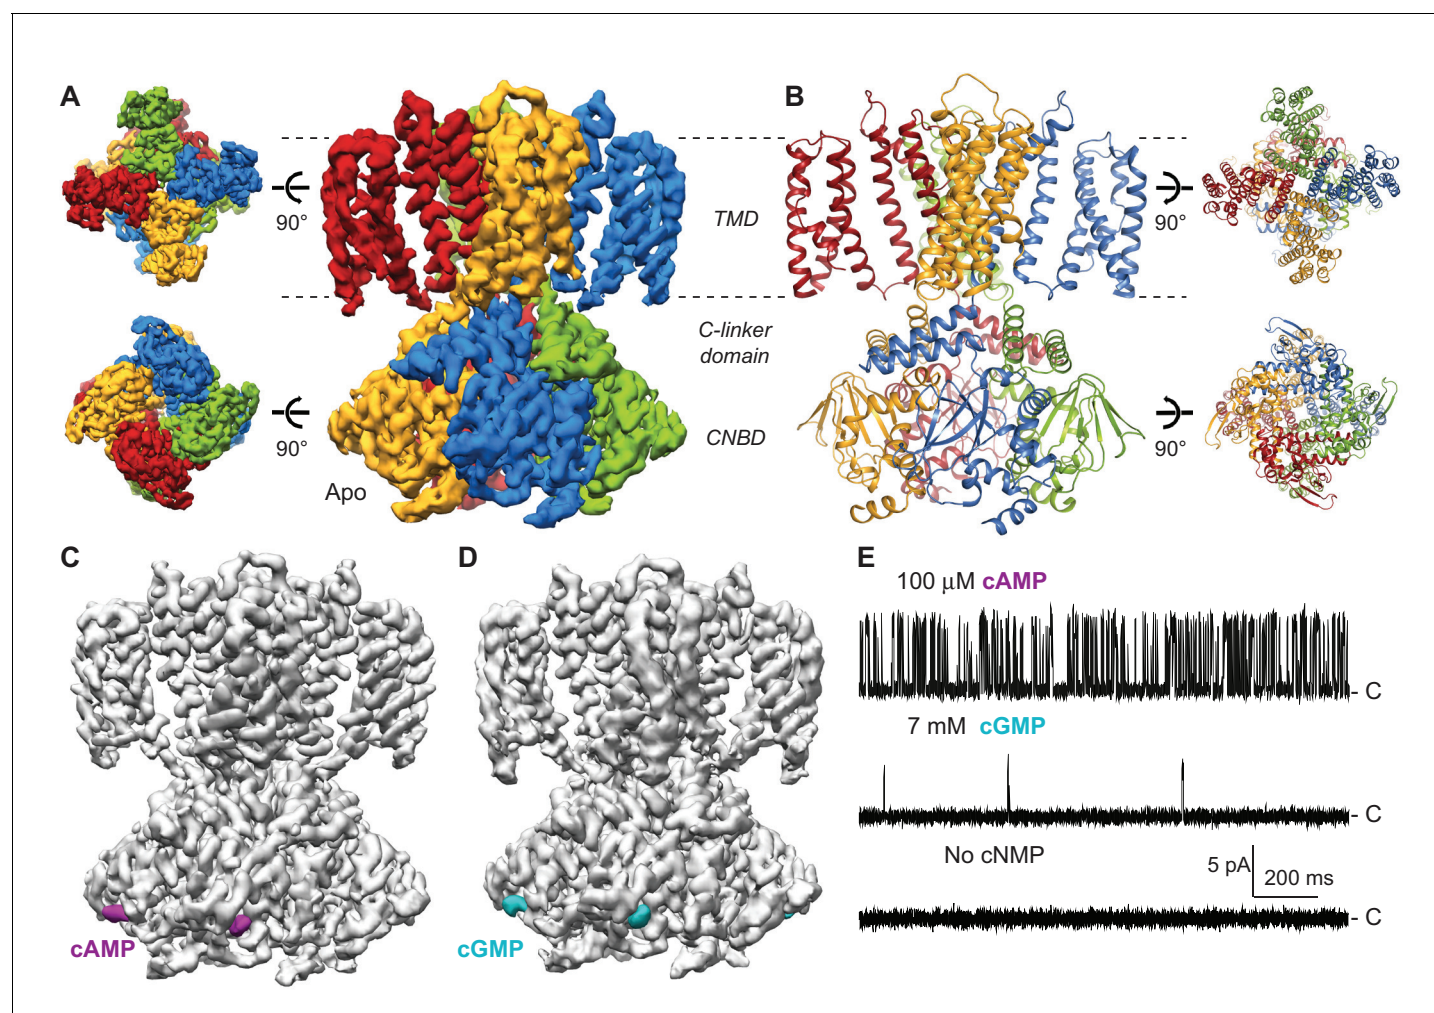 A
B
90°
TMD
90°
C-linker
domain
90°
CNBD
90°
Apo
C
D
E
100 μM cAMP
C
7 mM cGMP
C
No cNMP
5 pA
200 ms
C
cAMP
cGMP